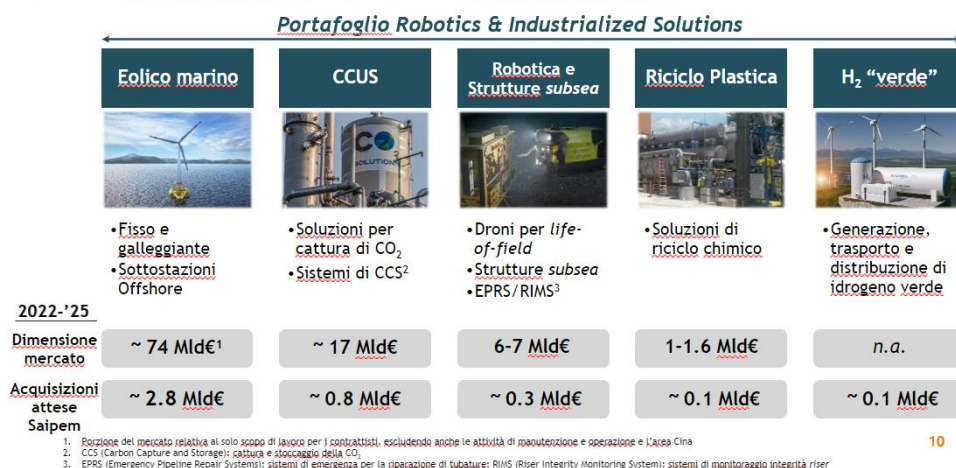 Portafoglio Robotics & Industrialized Solutions
Eolico marino
CCUS
Robotica e
Strutture subsea
Riciclo Plastica
H₂ “verde”
CO2
SOLUTIONS
•Fisso e
galleggiante
•Sottostazioni
Offshore
•Soluzioni per
cattura di CO₂
•Sistemi di CCS²
•Droni per life-
of-field
•Strutture subsea
•EPRS/RIMS³
•Soluzioni di
riciclo chimico
•Generazione,
trasporto e
distribuzione di
idrogeno verde
2022-’25
Dimensione
mercato
~ 74 Mld€¹
~ 17 Mld€
6-7 Mld€
1-1.6 Mld€
n.a.
Acquisizioni
attese
Saipem
~ 2.8 Mld€
~ 0.8 Mld€
~ 0.3 Mld€
~ 0.1 Mld€
~ 0.1 Mld€
1. Porzione del mercato relativa al solo scopo di lavoro per i contrattisti, escludendo anche le attività di manutenzione e operazione e l’area Cina
2. CCS (Carbon Capture and Storage): cattura e stoccaggio della CO₂
3. EPRS (Emergency Pipeline Repair Systems): sistemi di emergenza per la riparazione di tubature; RIMS (Riser Integrity Monitoring System): sistemi di monitoraggio integrità riser
10